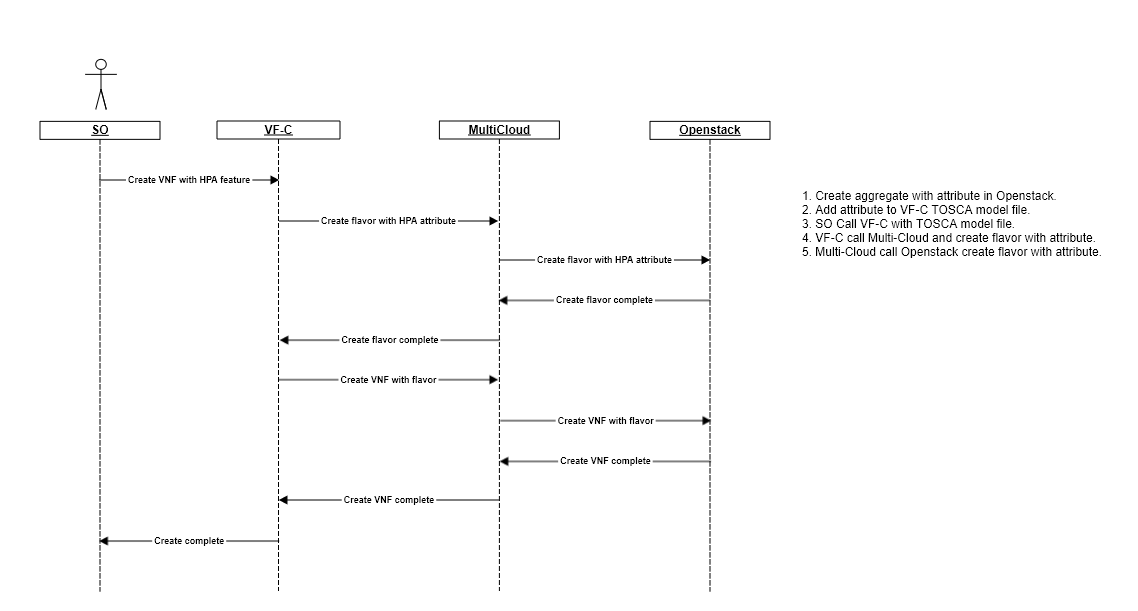 SO
VF-C
MultiCloud
Openstack
Create VNF with HPA feature
Create flavor with HPA attribute
Create flavor with HPA attribute
Create flavor complete
Create flavor complete
Create VNF with flavor
Create VNF with flavor
Create VNF complete
Create VNF complete
Create complete
1. Create aggregate with attribute in Openstack.
2. Add attribute to VF-C TOSCA model file.
3. SO Call VF-C with TOSCA model file.
4. VF-C call Multi-Cloud and create flavor with attribute.
5. Multi-Cloud call Openstack create flavor with attribute.